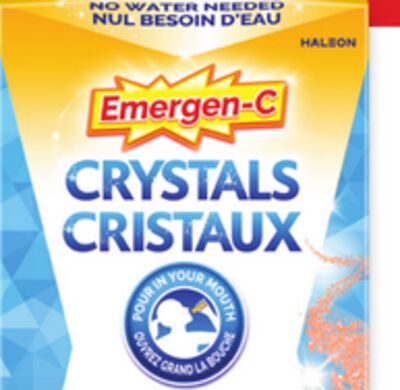 NO WATER NEEDED
NUL BESOIN D'EAU
HALEON
Emergen-C
CRYSTALS
CRISTAUX
POUR IN YOUR MOUTH
OUVREZ GRAND LA BOUCHE